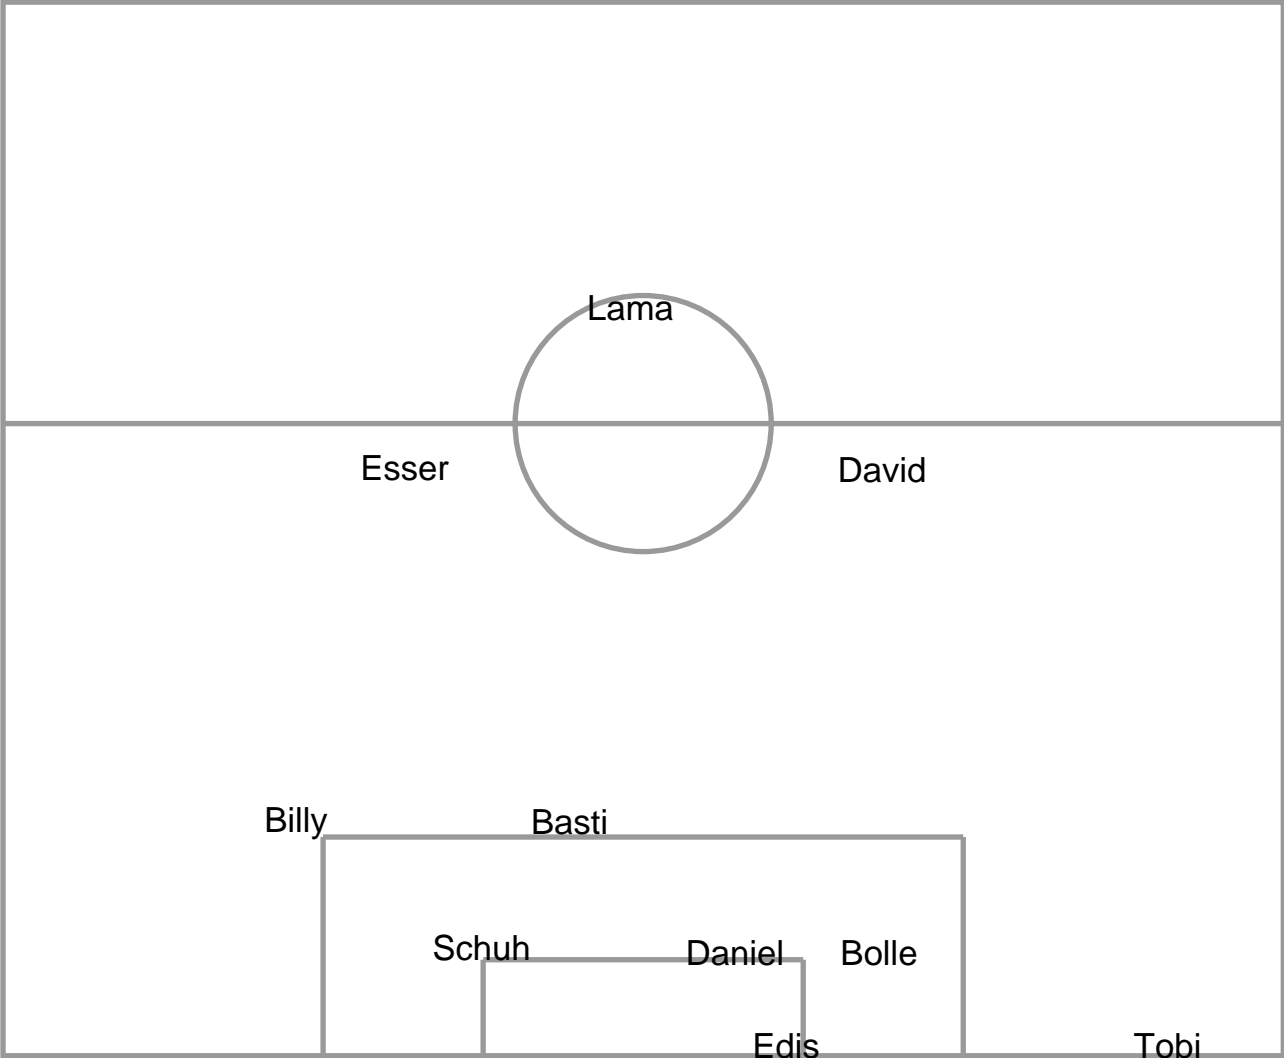 Lama
Esser
David
Billy
Basti
Schuh
Daniel
Bolle
Edis
Tobi